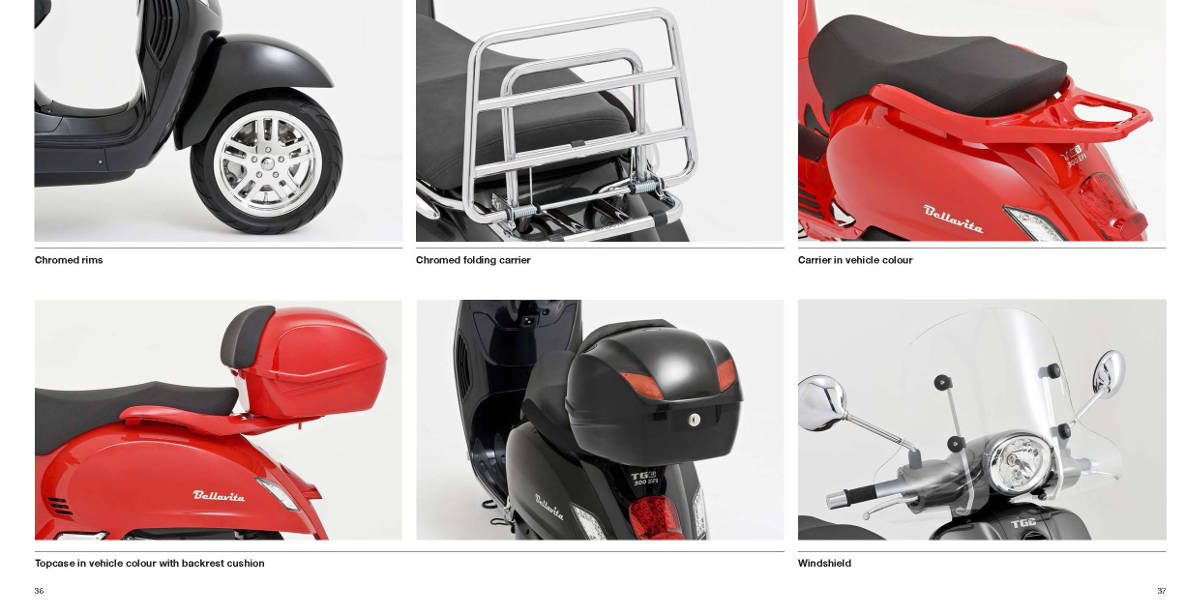 TGB
300 EFI
Bellavita
Chromed rims
Chromed folding carrier
Carrier in vehicle colour
Bellavita
TGB
300 EFI
Bellavita
TGC
Topcase in vehicle colour with backrest cushion
Windshield
36
37